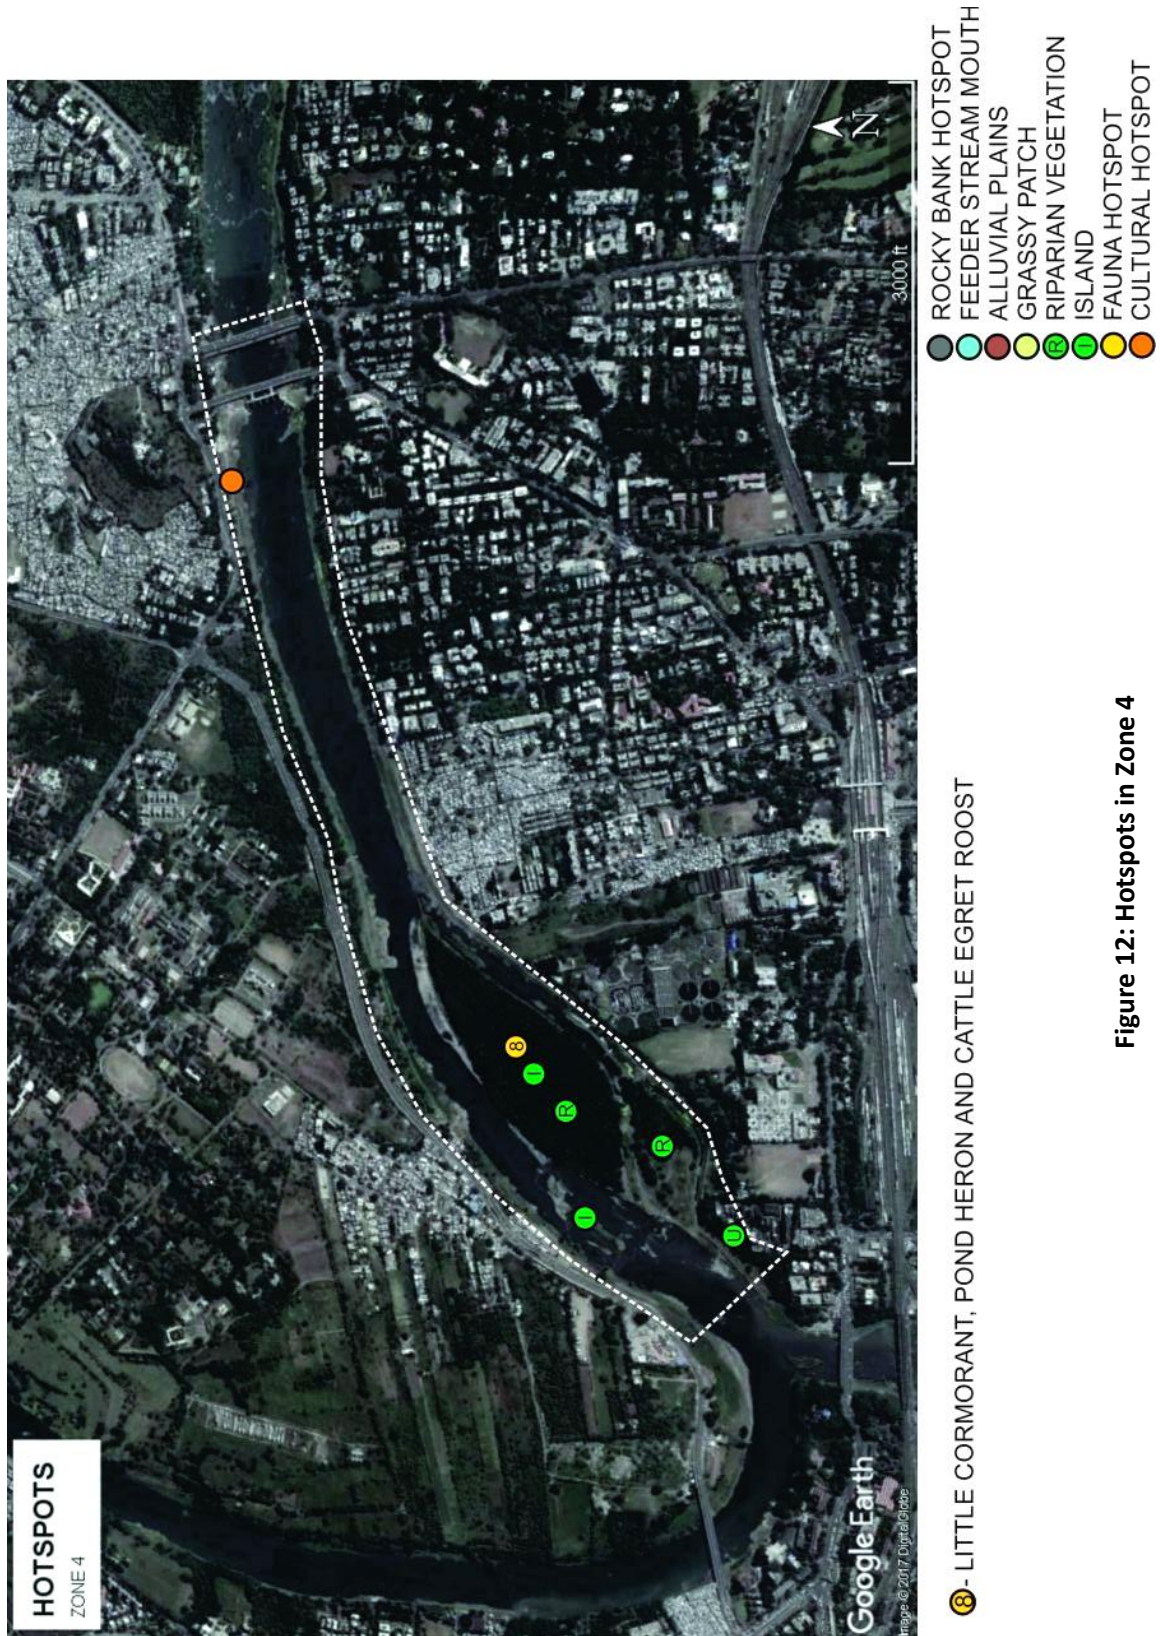 HOTSPOTS
ZONE 4
R
I
I
8
R
U
N
3000 ft
Google Earth
Image © 2017 DigitalGlobe
8 - LITTLE CORMORANT, POND HERON AND CATTLE EGRET ROOST
ROCKY BANK HOTSPOT
FEEDER STREAM MOUTH
ALLUVIAL PLAINS
GRASSY PATCH
R RIPARIAN VEGETATION
I ISLAND
FAUNA HOTSPOT
CULTURAL HOTSPOT
Figure 12: Hotspots in Zone 4